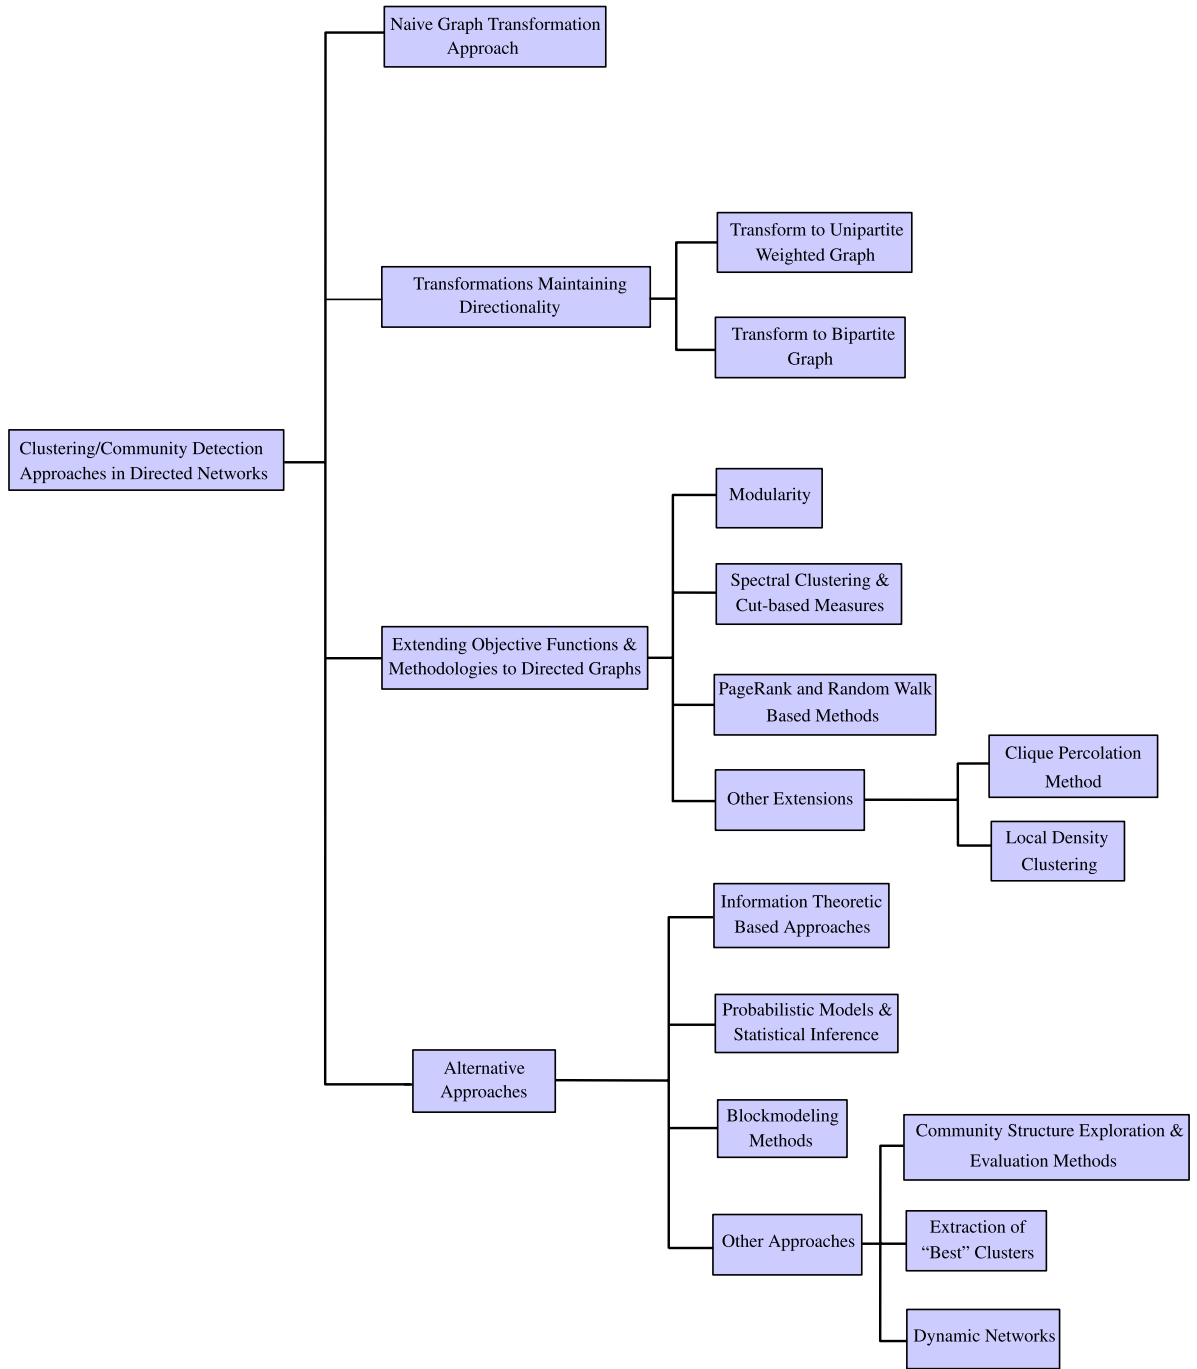 Naive Graph Transformation
Approach
Transform to Unipartite
Weighted Graph
Transformations Maintaining
Directionality
Transform to Bipartite
Graph
Clustering/Community Detection
Approaches in Directed Networks
Modularity
Spectral Clustering &
Cut-based Measures
Extending Objective Functions &
Methodologies to Directed Graphs
PageRank and Random Walk
Based Methods
Other Extensions
Clique Percolation
Method
Local Density
Clustering
Information Theoretic
Based Approaches
Probabilistic Models &
Statistical Inference
Alternative
Approaches
Blockmodeling
Methods
Other Approaches
Community Structure Exploration &
Evaluation Methods
Extraction of
“Best” Clusters
Dynamic Networks